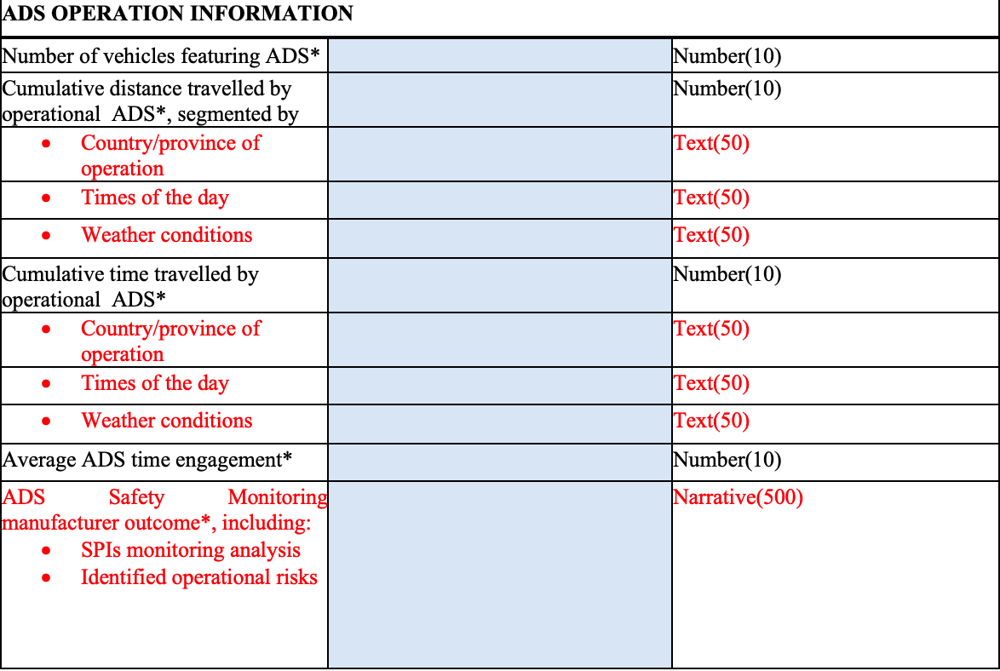 ADS OPERATION INFORMATION
Number of vehicles featuring ADS* Number(10)
Cumulative distance travelled by Number(10)
operational ADS*, segmented by
• Country/province of Text(50)
operation
• Times of the day Text(50)
• Weather conditions Text(50)
Cumulative time travelled by Number(10)
operational ADS*
• Country/province of Text(50)
operation
• Times of the day Text(50)
• Weather conditions Text(50)
Average ADS time engagement* Number(10)
ADS Safety Monitoring Narrative(500)
manufacturer outcome*, including:
• SPIs monitoring analysis
• Identified operational risks